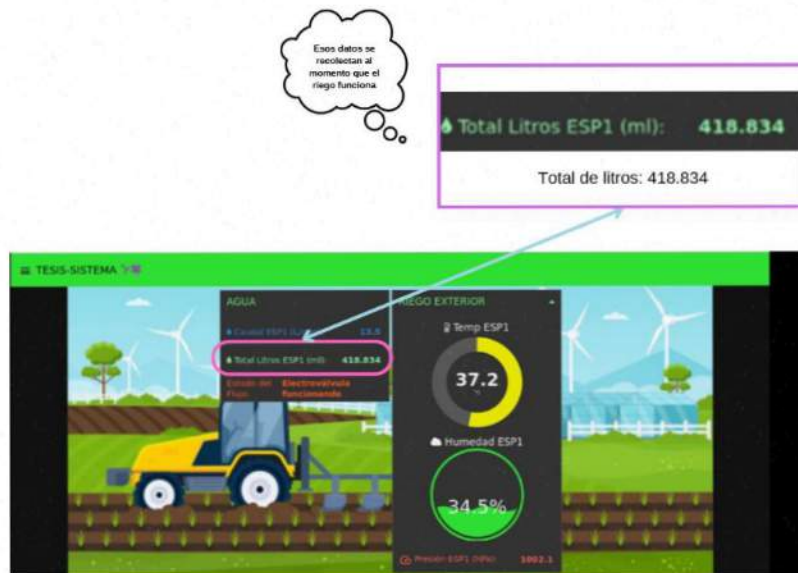 Esos datos se
recolectan al
momento que el
riego funciona
Total Litros ESP1 (ml): 418.834
Total de litros: 418.834
TESIS-SISTEMA
AGUA
Caudal ESP1
Total Litros ESP1 (ml): 418.834
Estado del Electroválvula
Flujo: funcionando
RIEGO EXTERIOR
Temp ESP1
37.2
Humedad ESP1
34.5%
Presión ESP1 (hPa): 1002.1